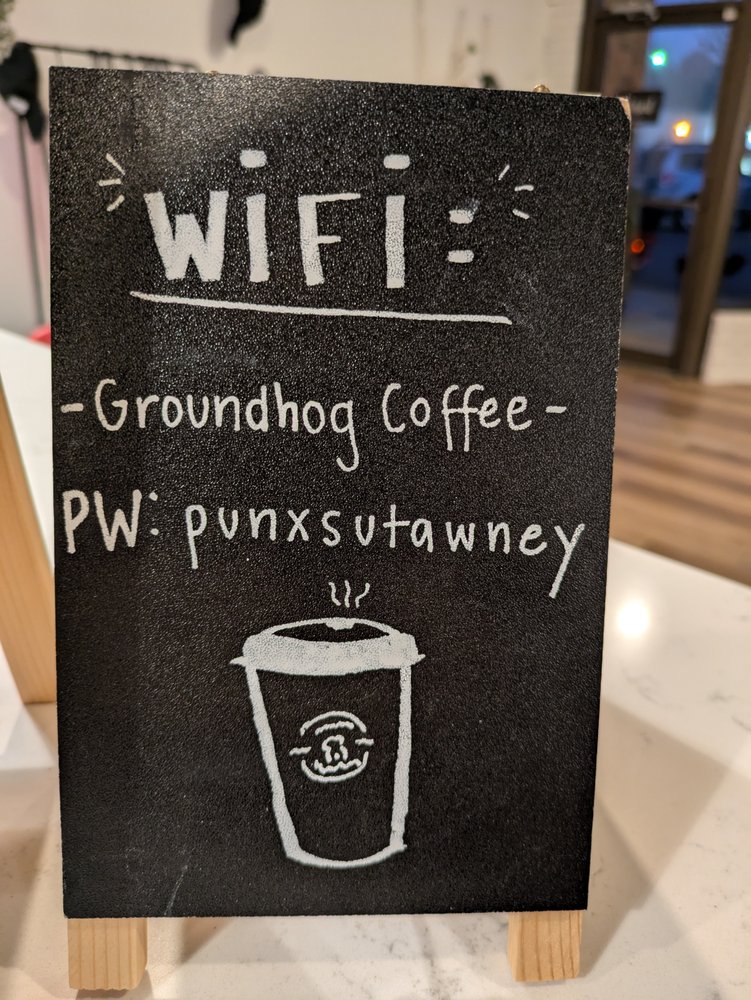 WiFi:
-Groundhog Coffee-
PW: punxsutawney